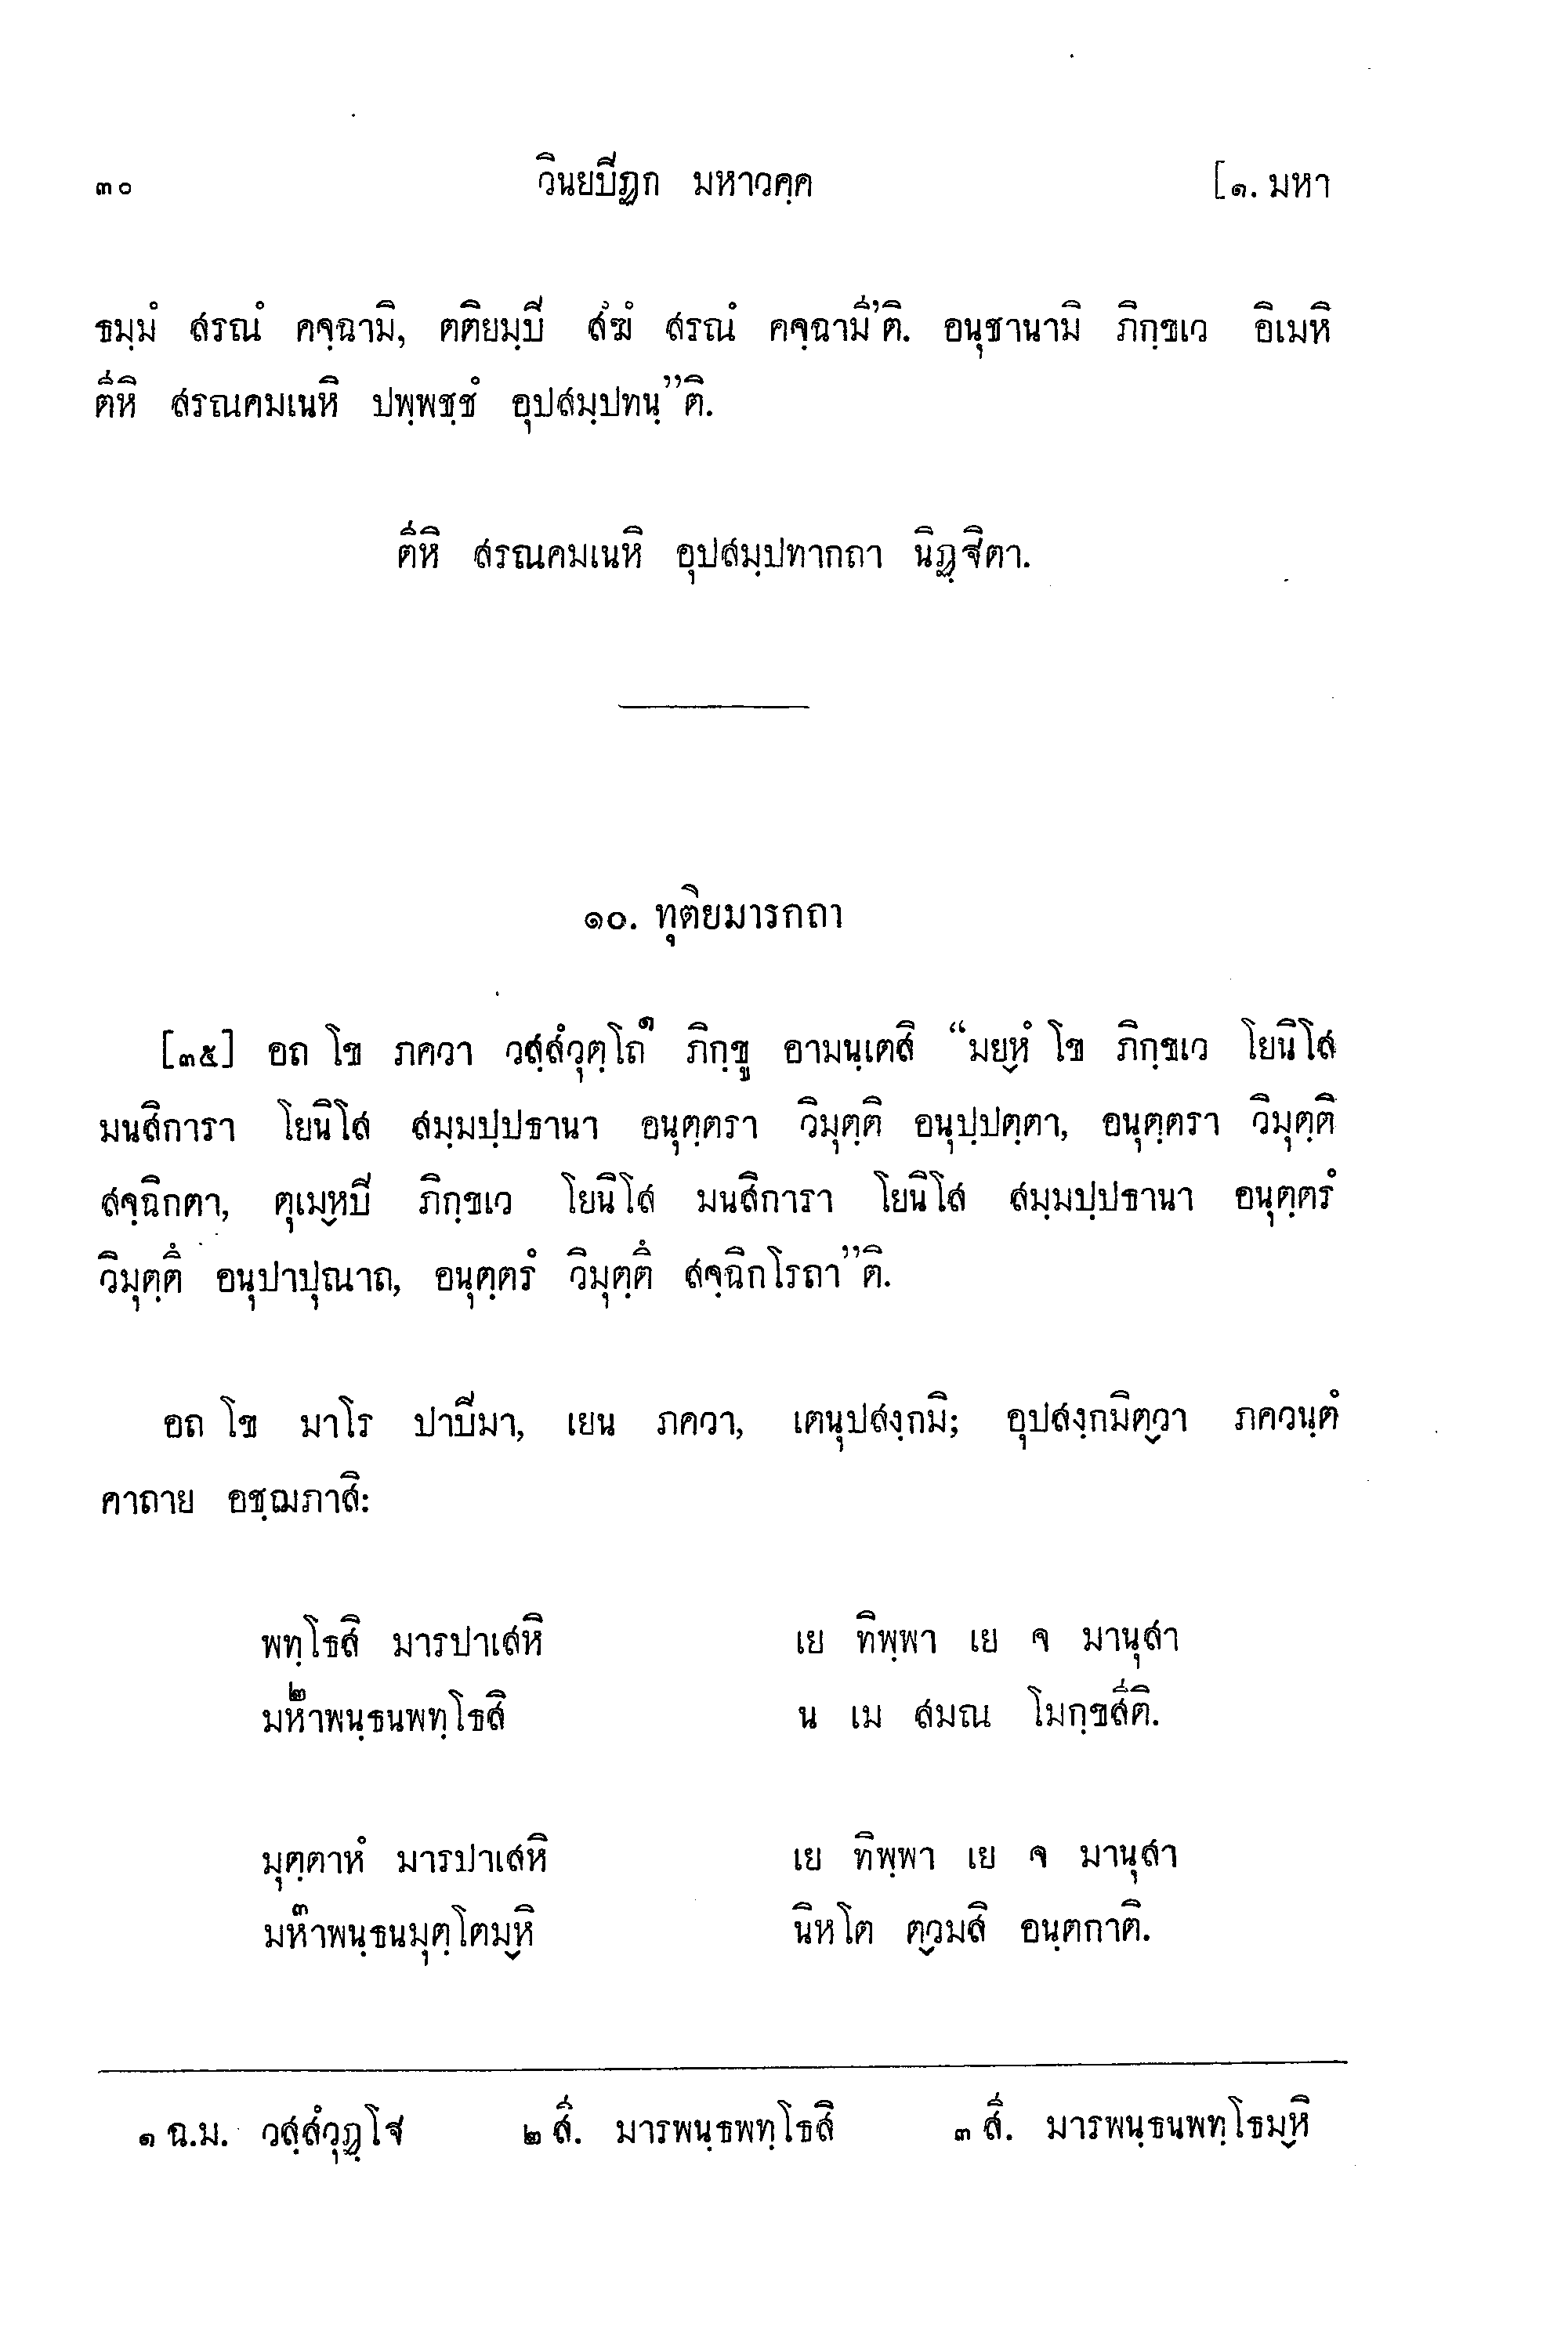 ๓๐ วินยปีฏก มหาวคฺค [๑. มหา
ธมฺมํ สรณํ คจฺฉามิ, ตติยมฺปี สํฆํ สรณํ คจฺฉามี’ติ. อนุชานามิ ภิกฺขเว อิเมหิ
ตีหิ สรณคมเนหิ ปพฺพชฺชํ อุปสมฺปทนฺ”ติ.
ตีหิ สรณคมเนหิ อุปสมฺปทากถา นิฏฺฐิตา.
๑๐. ทุติยมารกถา
[๓๕] อถ โข ภควา วสฺสํวุตฺโถ๑ ภิกฺขู อามนฺเตสิ “มยฺหํ โข ภิกฺขเว โยนิโส
มนสิการา โยนิโส สมฺมปฺปธานา อนุตฺตรา วิมุตฺติ อนุปฺปตฺตา, อนุตฺตรา วิมุตฺติ
สจฺฉิกตา, ตุเมฺหปี ภิกฺขเว โยนิโส มนสิการา โยนิโส สมฺมปฺปธานา อนุตฺตรํ
วิมุตฺตึ อนุปาปุณาถ, อนุตฺตรํ วิมุตฺตึ สจฺฉิกโรถา”ติ.
อถ โข มาโร ปาปีมา, เยน ภควา, เตนุปสงฺกมิ; อุปสงฺกมิตฺวา ภควนฺตํ
คาถาย อชฺฌภาสิ:
พทฺโธสิ มารปาเสหิ เย ทิพฺพา เย จ มานุสา
มหา๒พนฺธนพทฺโธสิ น เม สมณ โมกฺขสีติ.
มุตฺตาหํ มารปาเสหิ เย ทิพฺพา เย จ มานุสา
มหา๓พนฺธนมุตฺโตมฺหิ นิหโต ตฺวมสิ อนฺตกาติ.
๑ ฉ.ม. วสฺสํวุฏฺโฐ ๒ สี. มารพนฺธพทฺโธสิ ๓ สี. มารพนฺธนพทฺโธมฺหิ